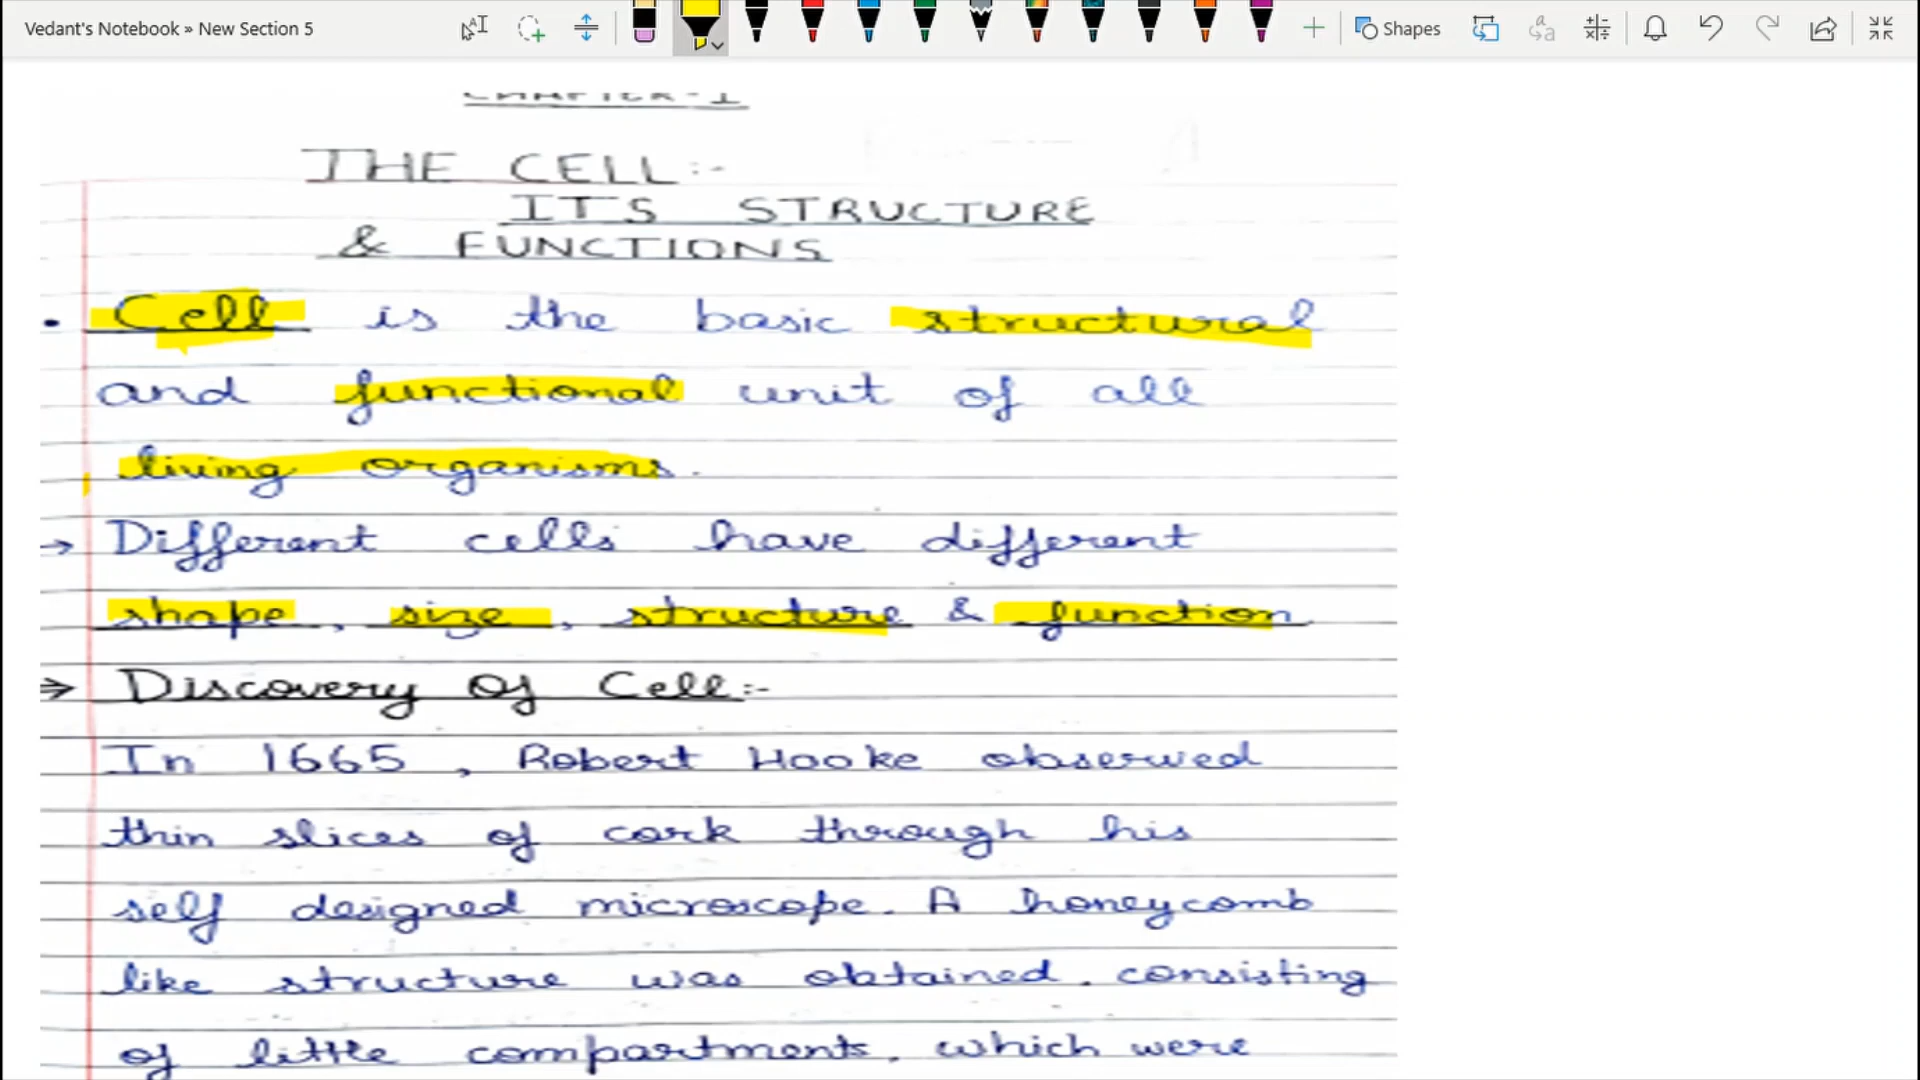 Vedant's Notebook » New Section 5
Shapes
CHAPTER-1
THE CELL:-
ITS STRUCTURE
& FUNCTIONS
• Cell is the basic structural
and functional unit of all
living organisms.
→ Different cells have different
shape, size, structure & function
⇒ Discovery Of Cell:-
In 1665, Robert Hooke observed
thin slices of cork through his
self designed microscope. A honeycomb
like structure was obtained. consisting
of little compartments, which were